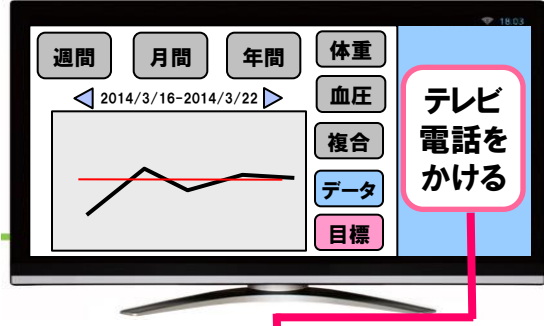 18:03
週間
月間
年間
体重
2014/3/16-2014/3/22
血圧
複合
データ
目標
テレビ
電話を
かける